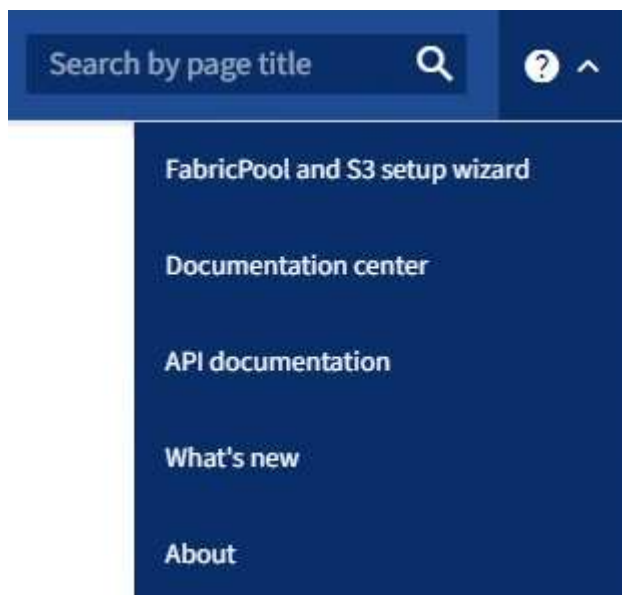 Search by page title
FabricPool and S3 setup wizard
Documentation center
API documentation
What's new
About